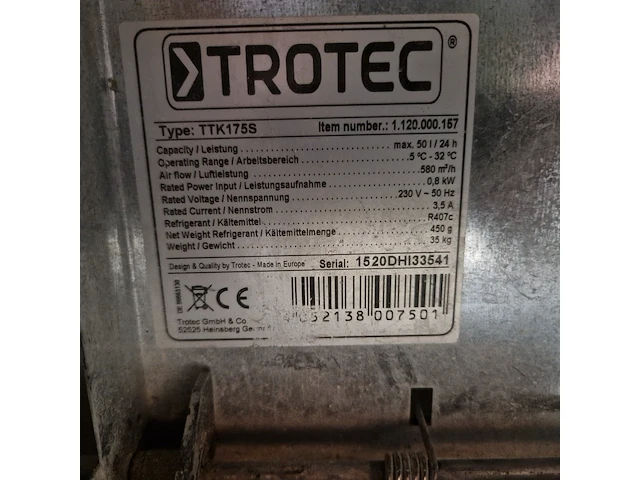 TROTEC®
Type: TTK175S Item number.: 1.120.000.157
Capacity / Leistung max. 50 l / 24 h
Operating Range / Arbeitsbereich 5 ºC - 32 ºC
Air flow / Luftleistung 580 m³/h
Rated Power Input / Leistungsaufnahme 0,8 kW
Rated Voltage / Nennspannung 230 V ~ 50 Hz
Rated Current / Nennstrom 3,5 A
Refrigerant / Kältemittel R407c
Net Weight Refrigerant / Kältemittelmenge 450 g
Weight / Gewicht 35 kg
Design & Quality by Trotec - Made in Europe Serial: 1520DHI33541
CE
052138 007501
Trotec GmbH & Co
52525 Heinsberg